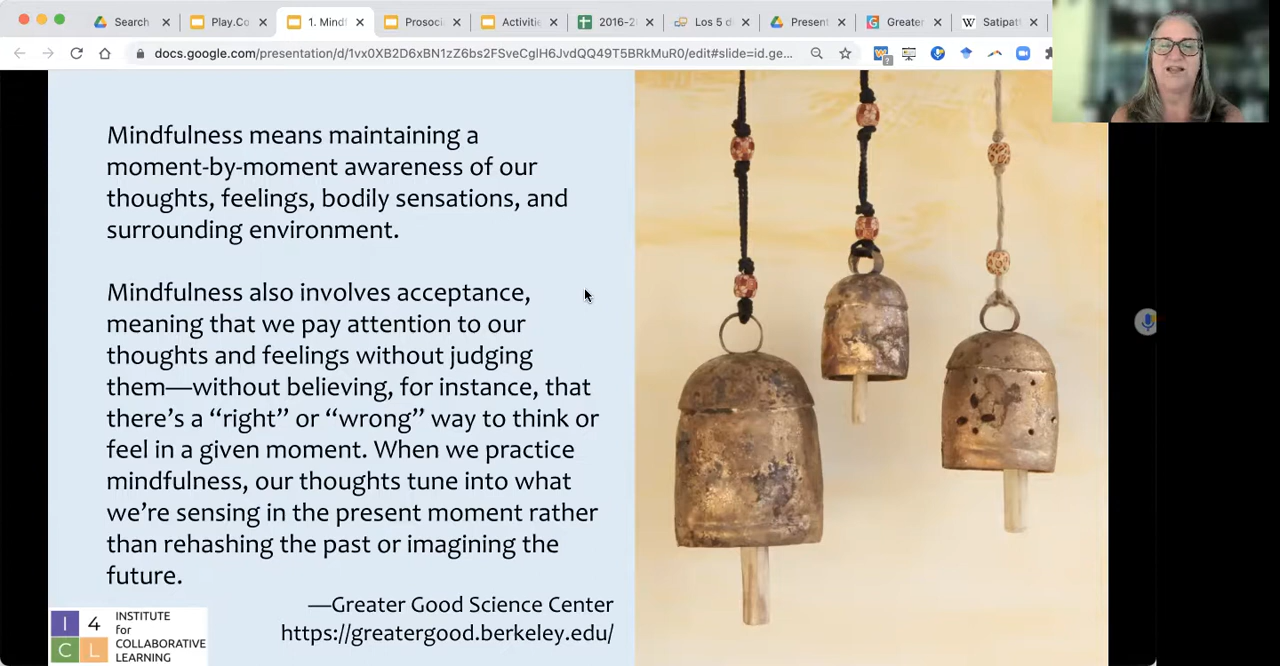 Search
Play.Co
1. Mindf
Prosoci
Activitie
2016-2
Los 5 d
Present
Greater
Satipat
docs.google.com/presentation/d/1vx0XB2D6xBN1zZ6bs2FSveCglH6JvdQQ49T5BRkMuR0/edit#slide=id.ge...
Mindfulness means maintaining a
moment-by-moment awareness of our
thoughts, feelings, bodily sensations, and
surrounding environment.
Mindfulness also involves acceptance,
meaning that we pay attention to our
thoughts and feelings without judging
them—without believing, for instance, that
there’s a “right” or “wrong” way to think or
feel in a given moment. When we practice
mindfulness, our thoughts tune into what
we’re sensing in the present moment rather
than rehashing the past or imagining the
future.
—Greater Good Science Center
https://greatergood.berkeley.edu/
I 4
C L
INSTITUTE
for
COLLABORATIVE
LEARNING